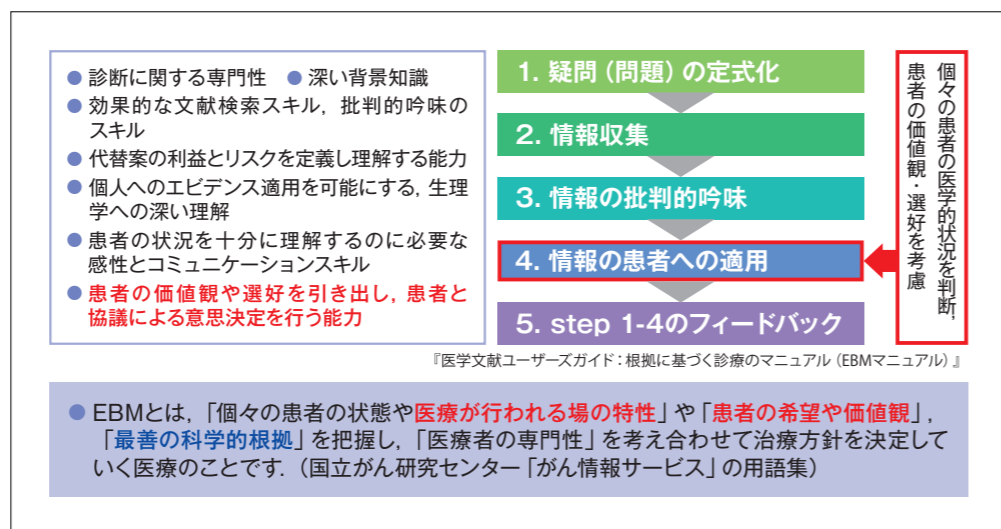 ● 診断に関する専門性 ● 深い背景知識
● 効果的な文献検索スキル，批判的吟味の
スキル
● 代替案の利益とリスクを定義し理解する能力
● 個人へのエビデンス適用を可能にする，生理
学への深い理解
● 患者の状況を十分に理解するのに必要な
感性とコミュニケーションスキル
● 患者の価値観や選好を引き出し，患者と
協議による意思決定を行う能力
1. 疑問（問題）の定式化
2. 情報収集
3. 情報の批判的吟味
4. 情報の患者への適用
5. step 1-4のフィードバック
個々の患者の医学的状況を判断，
患者の価値観・選好を考慮
『医学文献ユーザーズガイド：根拠に基づく診療のマニュアル（EBMマニュアル）』
● EBMとは，「個々の患者の状態や医療が行われる場の特性」や「患者の希望や価値観」，
「最善の科学的根拠」を把握し，「医療者の専門性」を考え合わせて治療方針を決定して
いく医療のことです．（国立がん研究センター「がん情報サービス」の用語集）